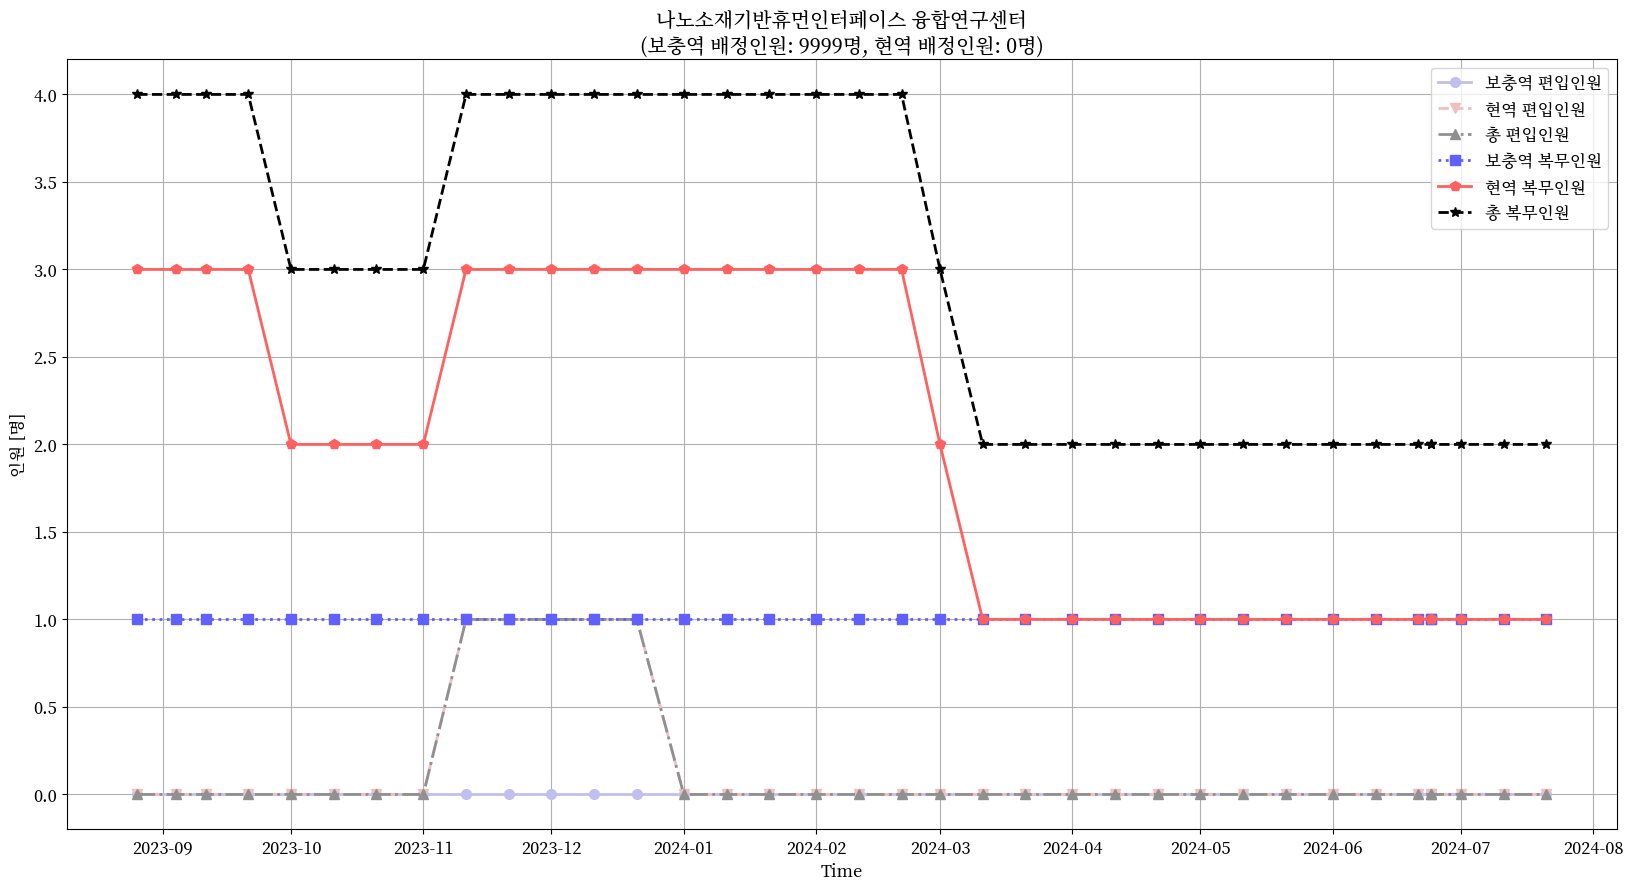 나노소재기반휴먼인터페이스 융합연구센터
(보충역 배정인원: 9999명, 현역 배정인원: 0명)
4.0
3.5
3.0
2.5
2.0
1.5
1.0
0.5
0.0
인원 [명]
보충역 편입인원
현역 편입인원
총 편입인원
보충역 복무인원
현역 복무인원
총 복무인원
2023-09 2023-10 2023-11 2023-12 2024-01 2024-02 2024-03 2024-04 2024-05 2024-06 2024-07 2024-08
Time